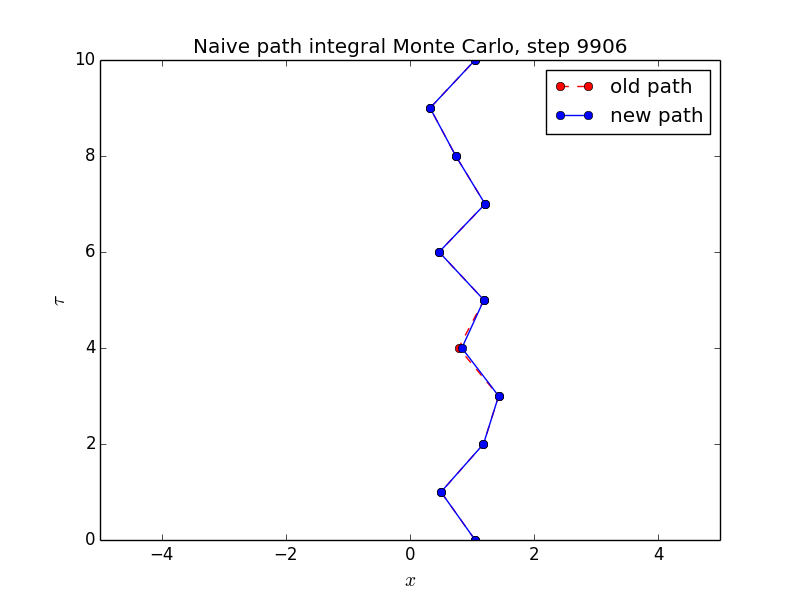 Naive path integral Monte Carlo, step 9906
old path
new path
10
8
6
4
2
0
τ
−4 −2 0 2 4
x